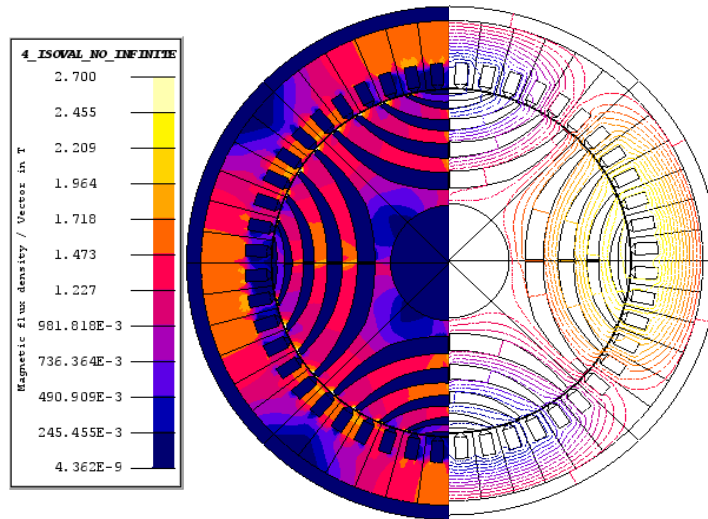 4_ISOVAL_NO_INFINITE
2.700
2.455
2.209
1.964
1.718
1.473
1.227
981.818E-3
736.364E-3
490.909E-3
245.455E-3
4.362E-9
Magnetic flux density / Vector in T